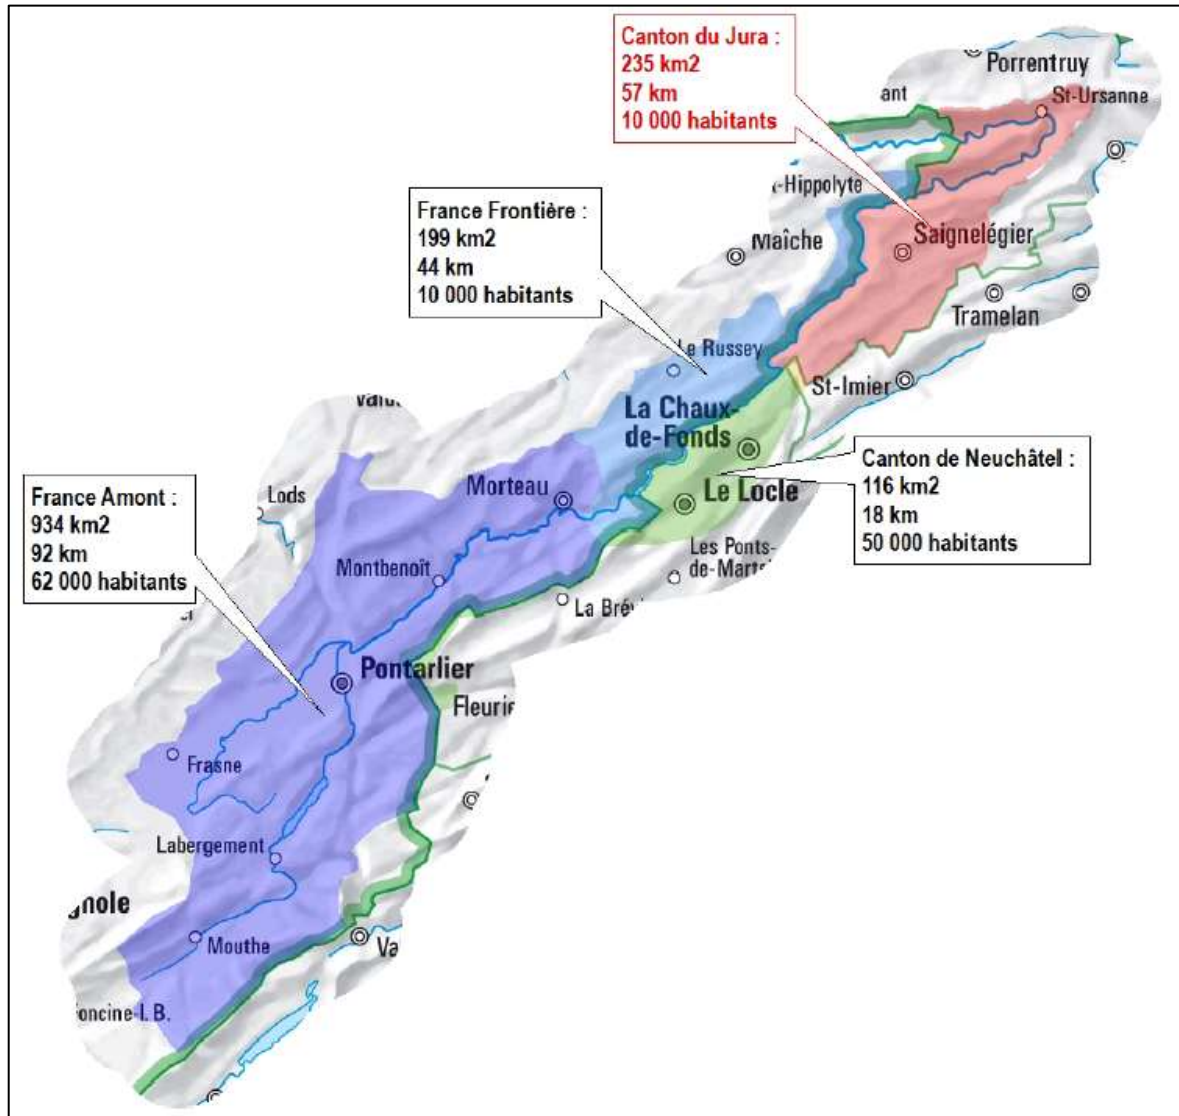 Canton du Jura :
235 km2
57 km
10 000 habitants
Porrentruy
ant
St-Ursanne
-Hippolyte
France Frontière :
199 km2
44 km
10 000 habitants
Maîche
Saignelégier
Tramelan
Le Russey
St-Imier
La Chaux-
de-Fonds
Canton de Neuchâtel :
116 km2
18 km
50 000 habitants
France Amont :
934 km2
92 km
62 000 habitants
Lods
Morteau
Le Locle
Les Ponts-
de-Mart
Montbenoît
La Bré
Pontarlier
Fleurie
Frasne
Labergement
gnole
Mouthe
Va
oncine-l. B.